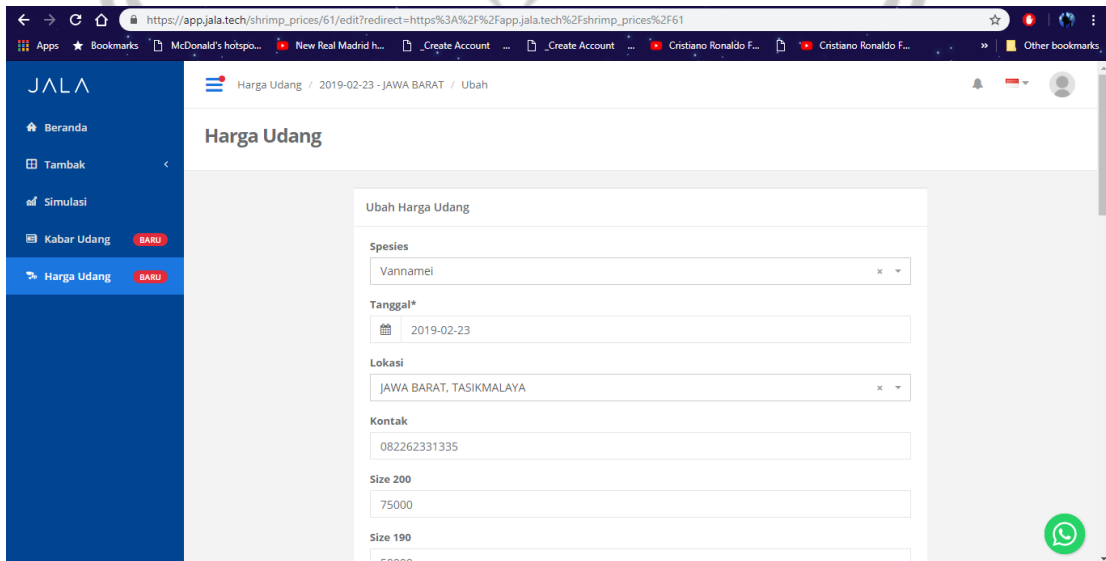 https://app.jala.tech/shrimp_prices/61/edit?redirect=https%3A%2F%2Fapp.jala.tech%2Fshrimp_prices%2F61
Apps Bookmarks McDonald's hotspo... New Real Madrid h... _Create Account ... _Create Account ... Cristiano Ronaldo F... Cristiano Ronaldo F... » Other bookmarks
JALA
Harga Udang / 2019-02-23 - JAWA BARAT / Ubah
Beranda
Harga Udang
Tambak
Simulasi
Ubah Harga Udang
Kabar Udang BARU
Spesies
Vannamei
Harga Udang BARU
Tanggal*
2019-02-23
Lokasi
JAWA BARAT, TASIKMALAYA
Kontak
082262331335
Size 200
75000
Size 190